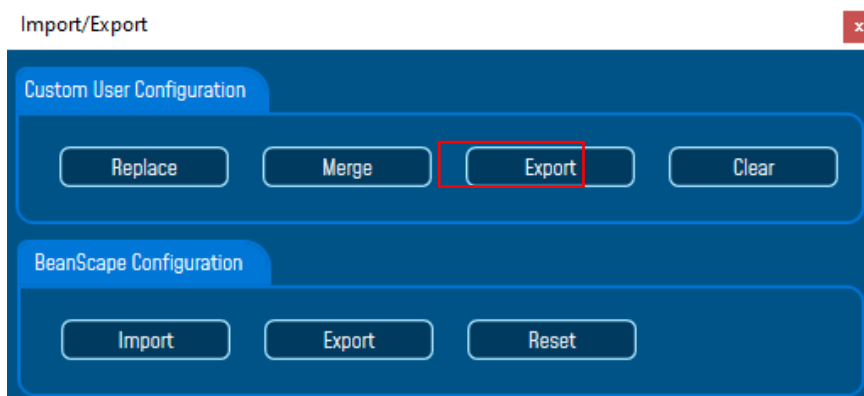 Import/Export
x
Custom User Configuration
Replace Merge Export Clear
BeanScape Configuration
Import Export Reset